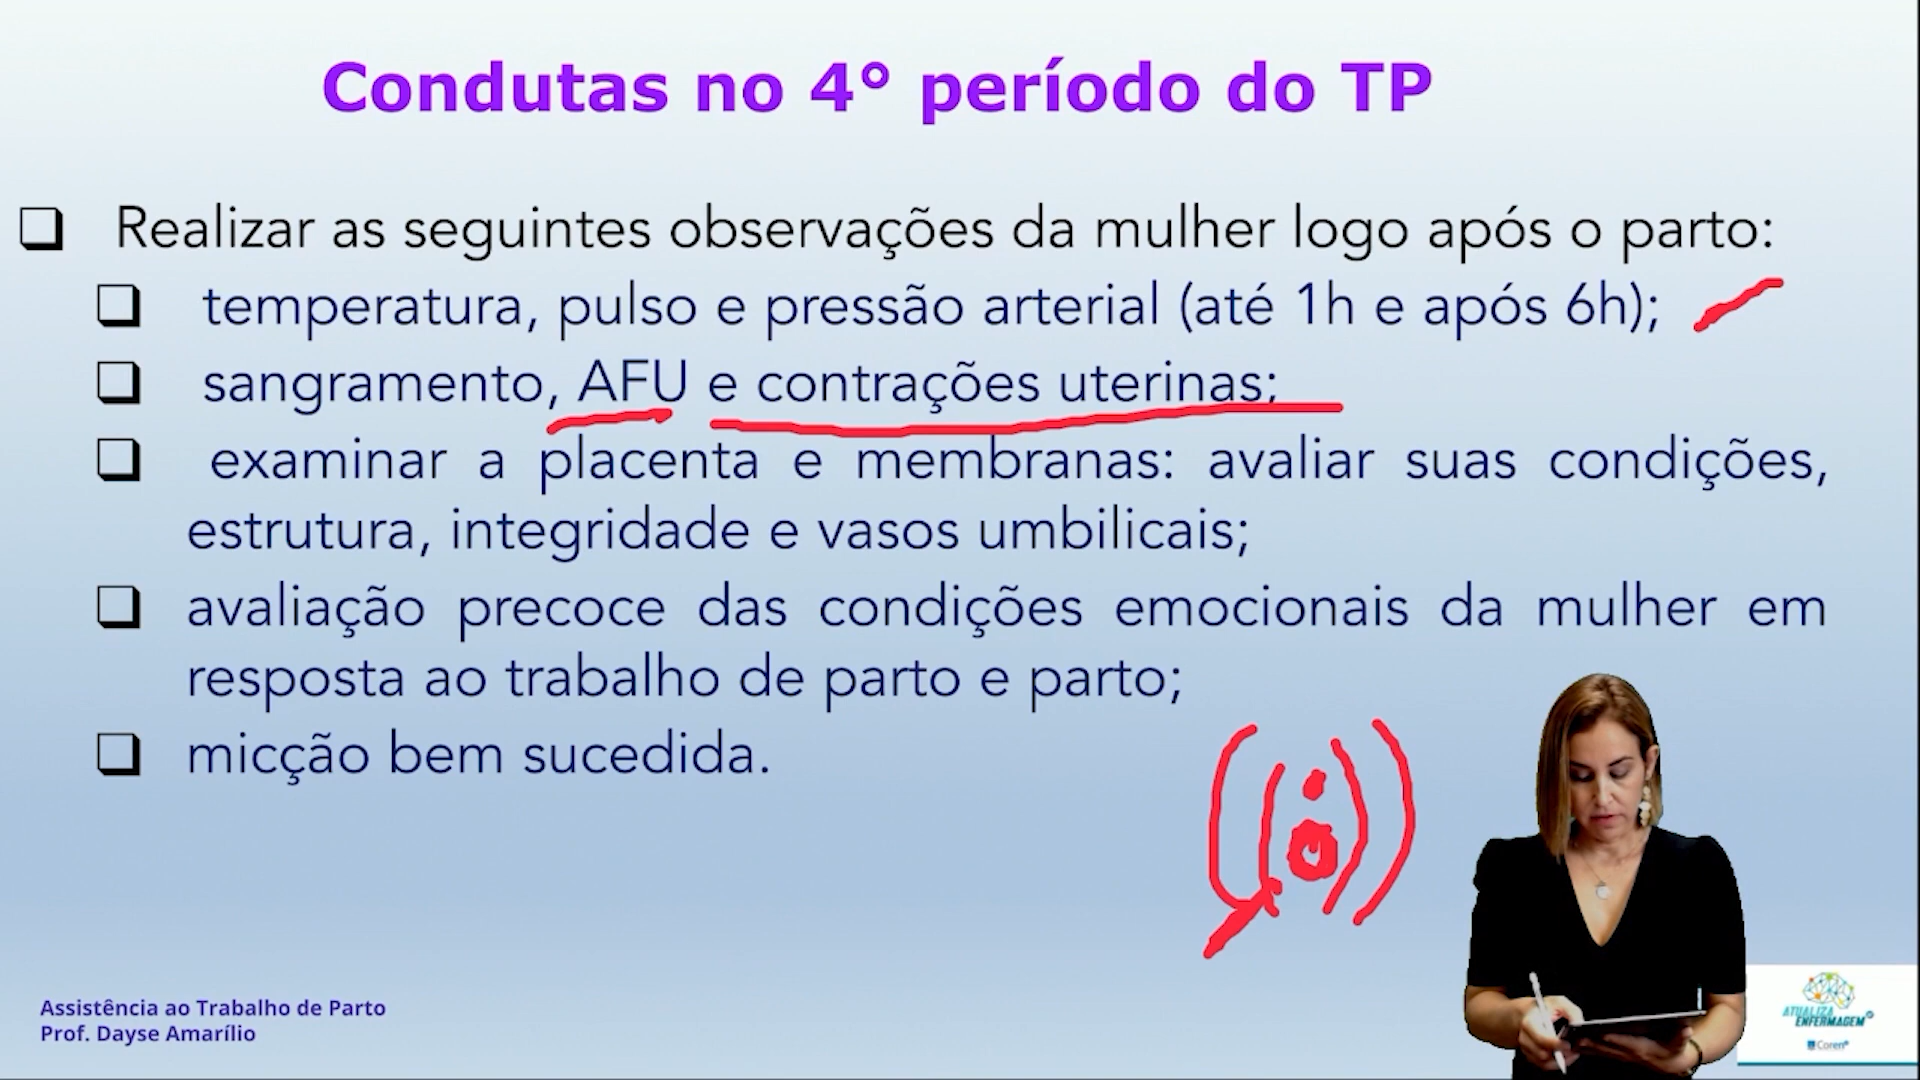 Condutas no 4° período do TP
Realizar as seguintes observações da mulher logo após o parto:
temperatura, pulso e pressão arterial (até 1h e após 6h);
sangramento, AFU e contrações uterinas;
examinar a placenta e membranas: avaliar suas condições,
estrutura, integridade e vasos umbilicais;
avaliação precoce das condições emocionais da mulher em
resposta ao trabalho de parto e parto;
micção bem sucedida.
Assistência ao Trabalho de Parto
Prof. Dayse Amarílio
ATUALIZA
ENFERMAGEM
Coren